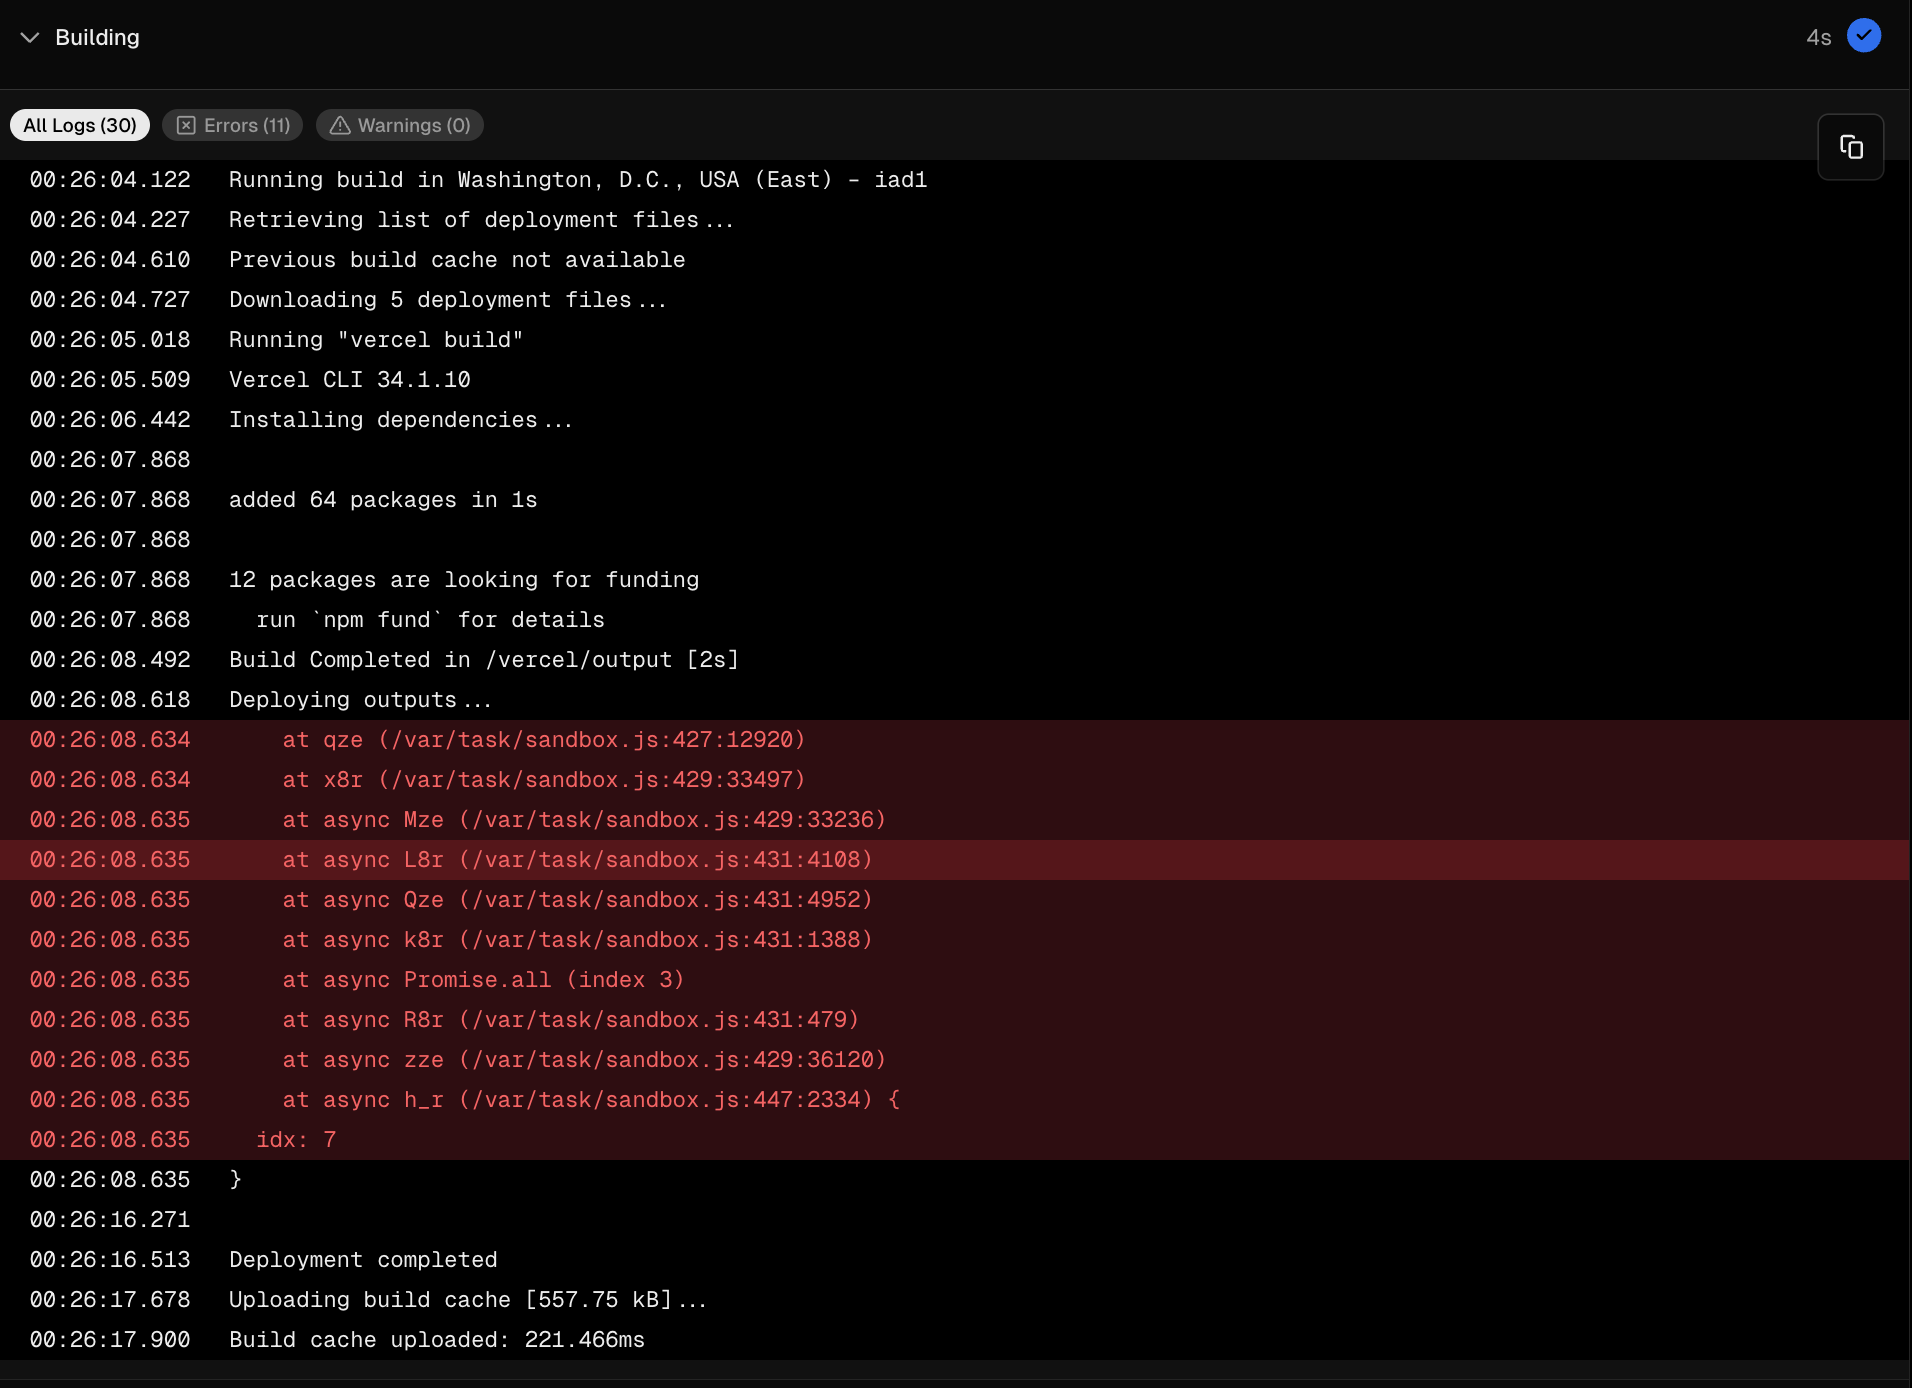 Building
4s
All Logs (30)
Errors (11)
Warnings (0)
00:26:04.122 Running build in Washington, D.C., USA (East) – iad1
00:26:04.227 Retrieving list of deployment files...
00:26:04.610 Previous build cache not available
00:26:04.727 Downloading 5 deployment files...
00:26:05.018 Running "vercel build"
00:26:05.509 Vercel CLI 34.1.10
00:26:06.442 Installing dependencies...
00:26:07.868
00:26:07.868 added 64 packages in 1s
00:26:07.868
00:26:07.868 12 packages are looking for funding
00:26:07.868   run `npm fund` for details
00:26:08.492 Build Completed in /vercel/output [2s]
00:26:08.618 Deploying outputs...
00:26:08.634     at qze (/var/task/sandbox.js:427:12920)
00:26:08.634     at x8r (/var/task/sandbox.js:429:33497)
00:26:08.635     at async Mze (/var/task/sandbox.js:429:33236)
00:26:08.635     at async L8r (/var/task/sandbox.js:431:4108)
00:26:08.635     at async Qze (/var/task/sandbox.js:431:4952)
00:26:08.635     at async k8r (/var/task/sandbox.js:431:1388)
00:26:08.635     at async Promise.all (index 3)
00:26:08.635     at async R8r (/var/task/sandbox.js:431:479)
00:26:08.635     at async zze (/var/task/sandbox.js:429:36120)
00:26:08.635     at async h_r (/var/task/sandbox.js:447:2334) {
00:26:08.635   idx: 7
00:26:08.635 }
00:26:16.271
00:26:16.513 Deployment completed
00:26:17.678 Uploading build cache [557.75 kB]...
00:26:17.900 Build cache uploaded: 221.466ms